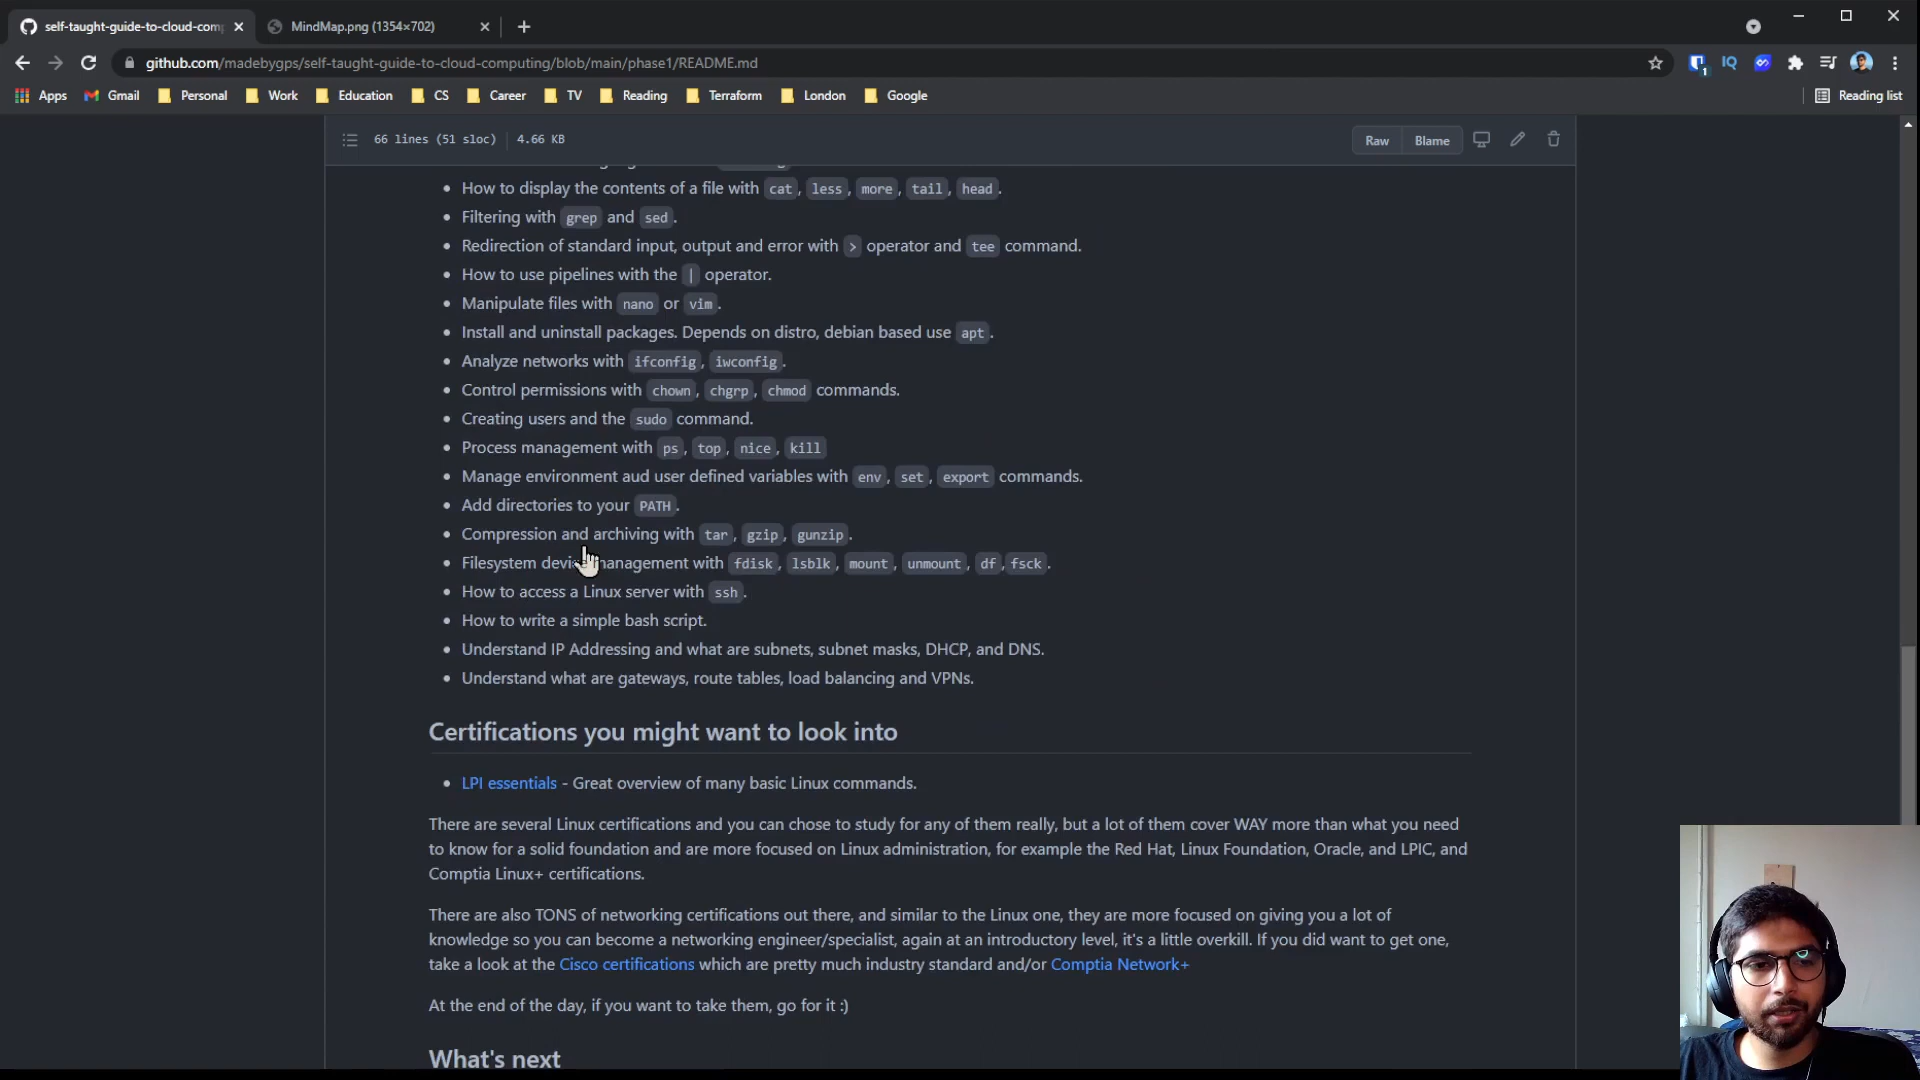 self-taught-guide-to-cloud-com
MindMap.png (1354×702)
github.com/madebygps/self-taught-guide-to-cloud-computing/blob/main/phase1/README.md
1
IQ
Apps
Gmail
Personal
Work
Education
CS
Career
TV
Reading
Terraform
London
Google
Reading list
66 lines (51 sloc) | 4.66 KB
Raw
Blame
• How to display the contents of a file with cat, less, more, tail, head.
• Filtering with grep and sed.
• Redirection of standard input, output and error with > operator and tee command.
• How to use pipelines with the | operator.
• Manipulate files with nano or vim.
• Install and uninstall packages. Depends on distro, debian based use apt.
• Analyze networks with ifconfig, iwconfig.
• Control permissions with chown, chgrp, chmod commands.
• Creating users and the sudo command.
• Process management with ps, top, nice, kill
• Manage environment aud user defined variables with env, set, export commands.
• Add directories to your PATH.
• Compression and archiving with tar, gzip, gunzip.
• Filesystem device management with fdisk, lsblk, mount, unmount, df,fsck.
• How to access a Linux server with ssh.
• How to write a simple bash script.
• Understand IP Addressing and what are subnets, subnet masks, DHCP, and DNS.
• Understand what are gateways, route tables, load balancing and VPNs.
Certifications you might want to look into
• LPI essentials - Great overview of many basic Linux commands.
There are several Linux certifications and you can chose to study for any of them really, but a lot of them cover WAY more than what you need
to know for a solid foundation and are more focused on Linux administration, for example the Red Hat, Linux Foundation, Oracle, and LPIC, and
Comptia Linux+ certifications.
There are also TONS of networking certifications out there, and similar to the Linux one, they are more focused on giving you a lot of
knowledge so you can become a networking engineer/specialist, again at an introductory level, it's a little overkill. If you did want to get one,
take a look at the Cisco certifications which are pretty much industry standard and/or Comptia Network+
At the end of the day, if you want to take them, go for it :)
What's next